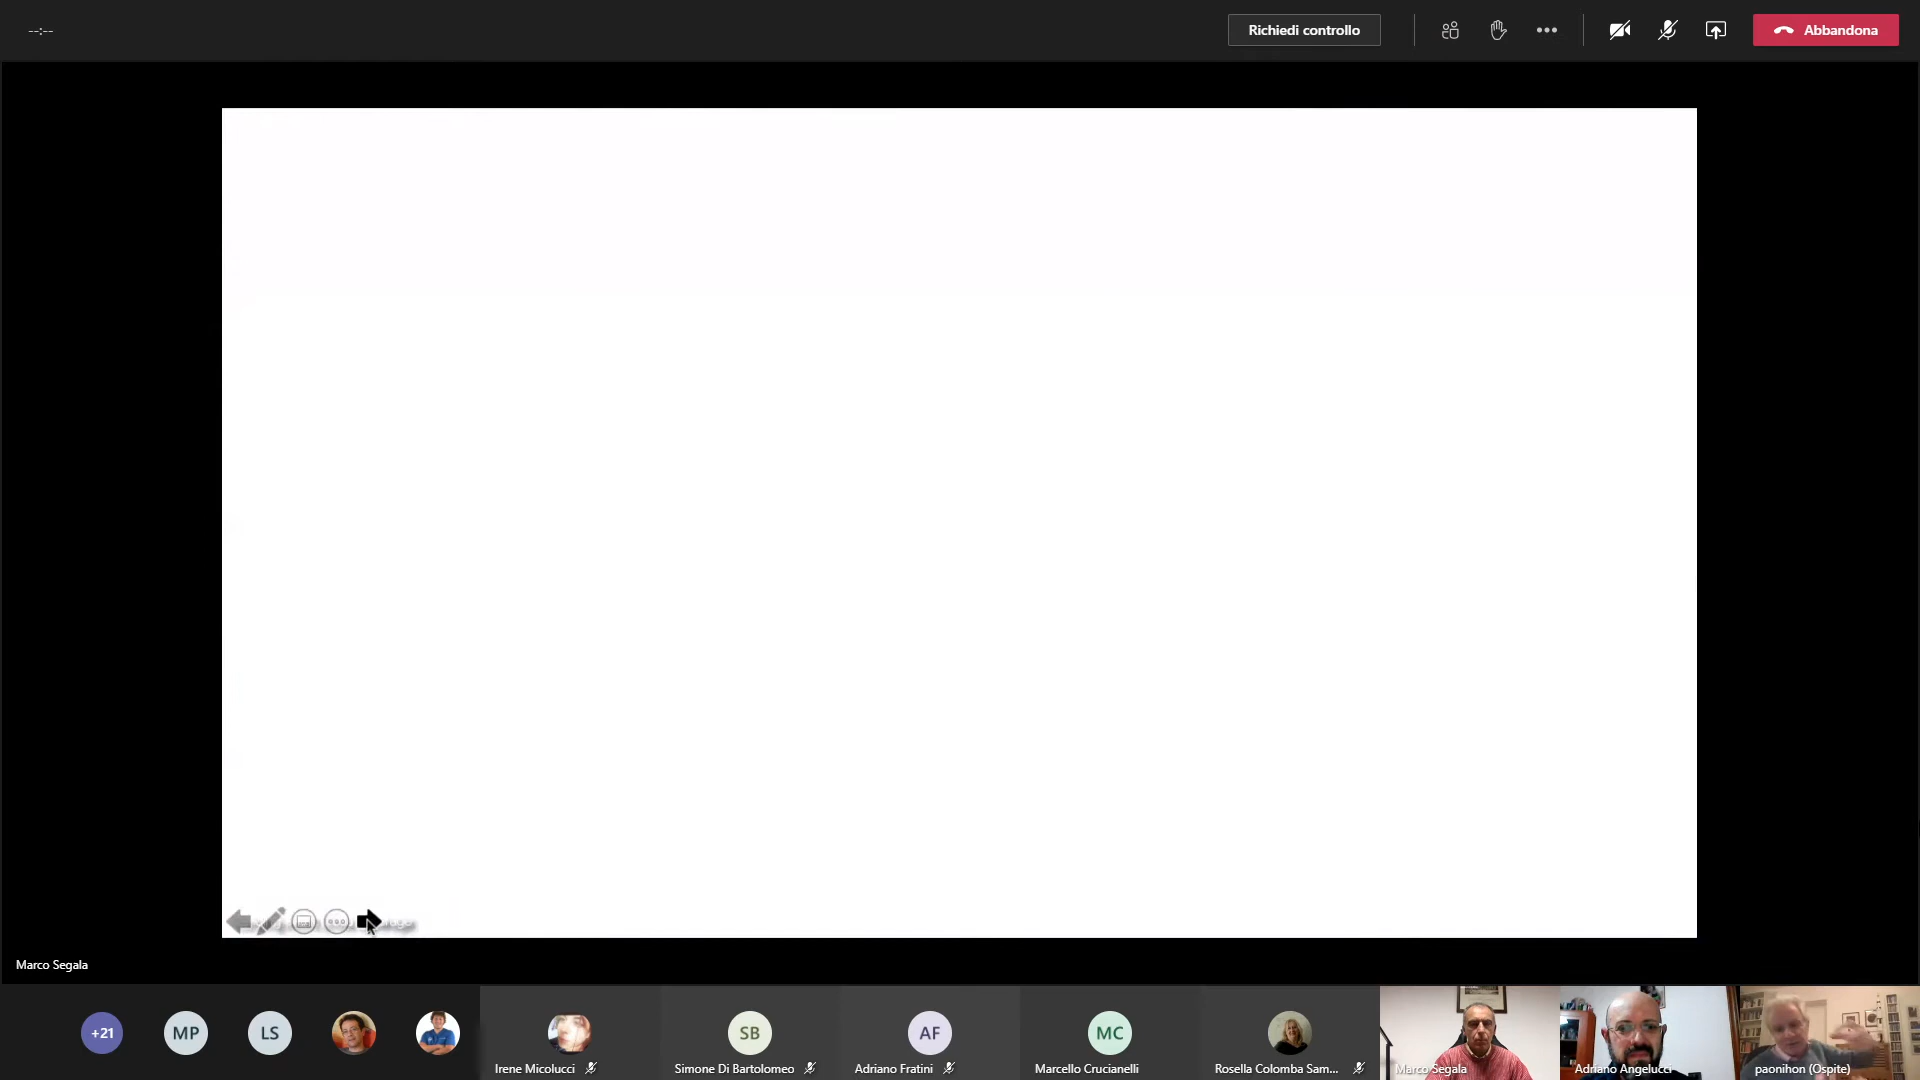 --:--
Richiedi controllo
Abbandona
Marco Segala
+21
MP
LS
SB
AF
MC
Irene Micolucci
Simone Di Bartolomeo
Adriano Fratini
Marcello Crucianelli
Rosella Colomba Sam...
Marco Segala
Adriano Angelucci
paonihon (Ospite)